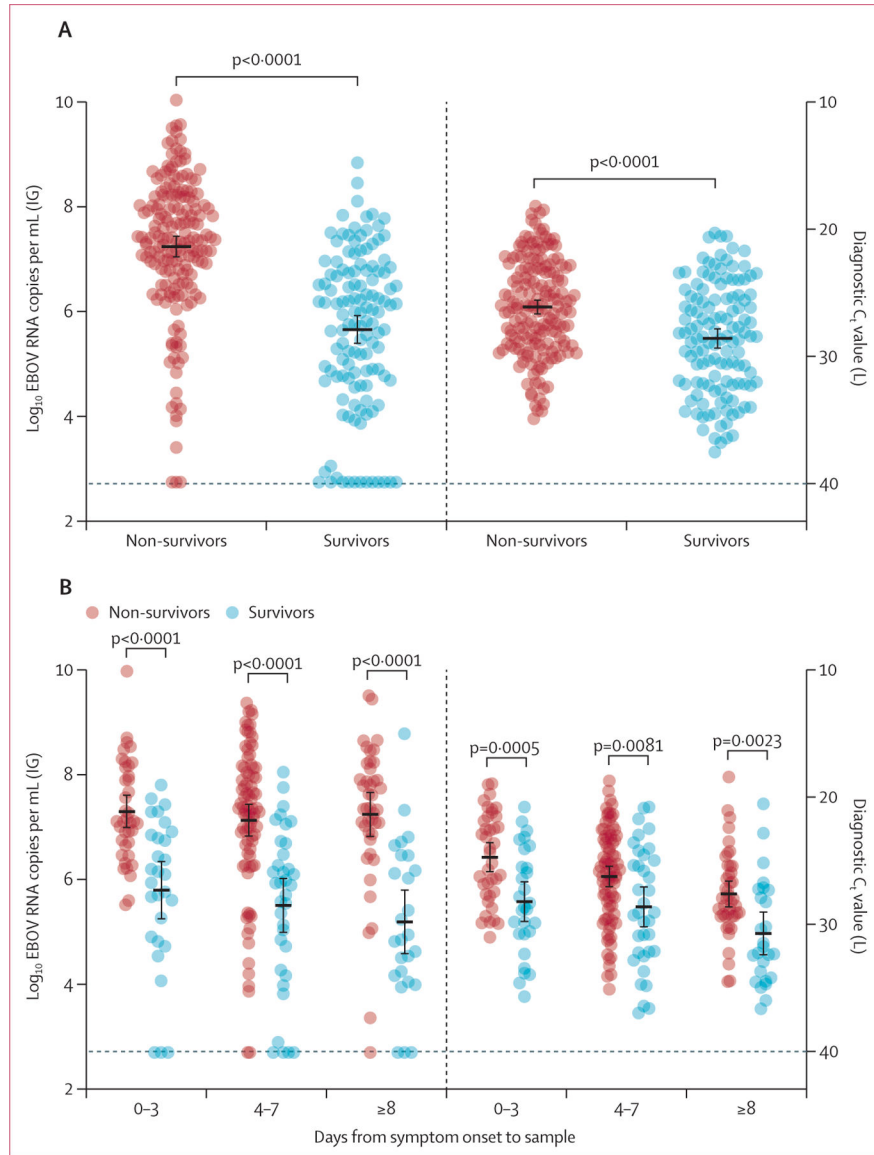 A
p<0·0001
p<0·0001
10
8
6
4
2
Log₁₀ EBOV RNA copies per mL (IG)
10
20
30
40
Diagnostic Cₜ value (L)
Non-survivors
Survivors
Non-survivors
Survivors
B
Non-survivors
Survivors
p<0·0001
p<0·0001
p<0·0001
p=0·0005
p=0·0081
p=0·0023
10
8
6
4
2
Log₁₀ EBOV RNA copies per mL (IG)
10
20
30
40
Diagnostic Cₜ value (L)
0–3
4–7
≥8
0–3
4–7
≥8
Days from symptom onset to sample